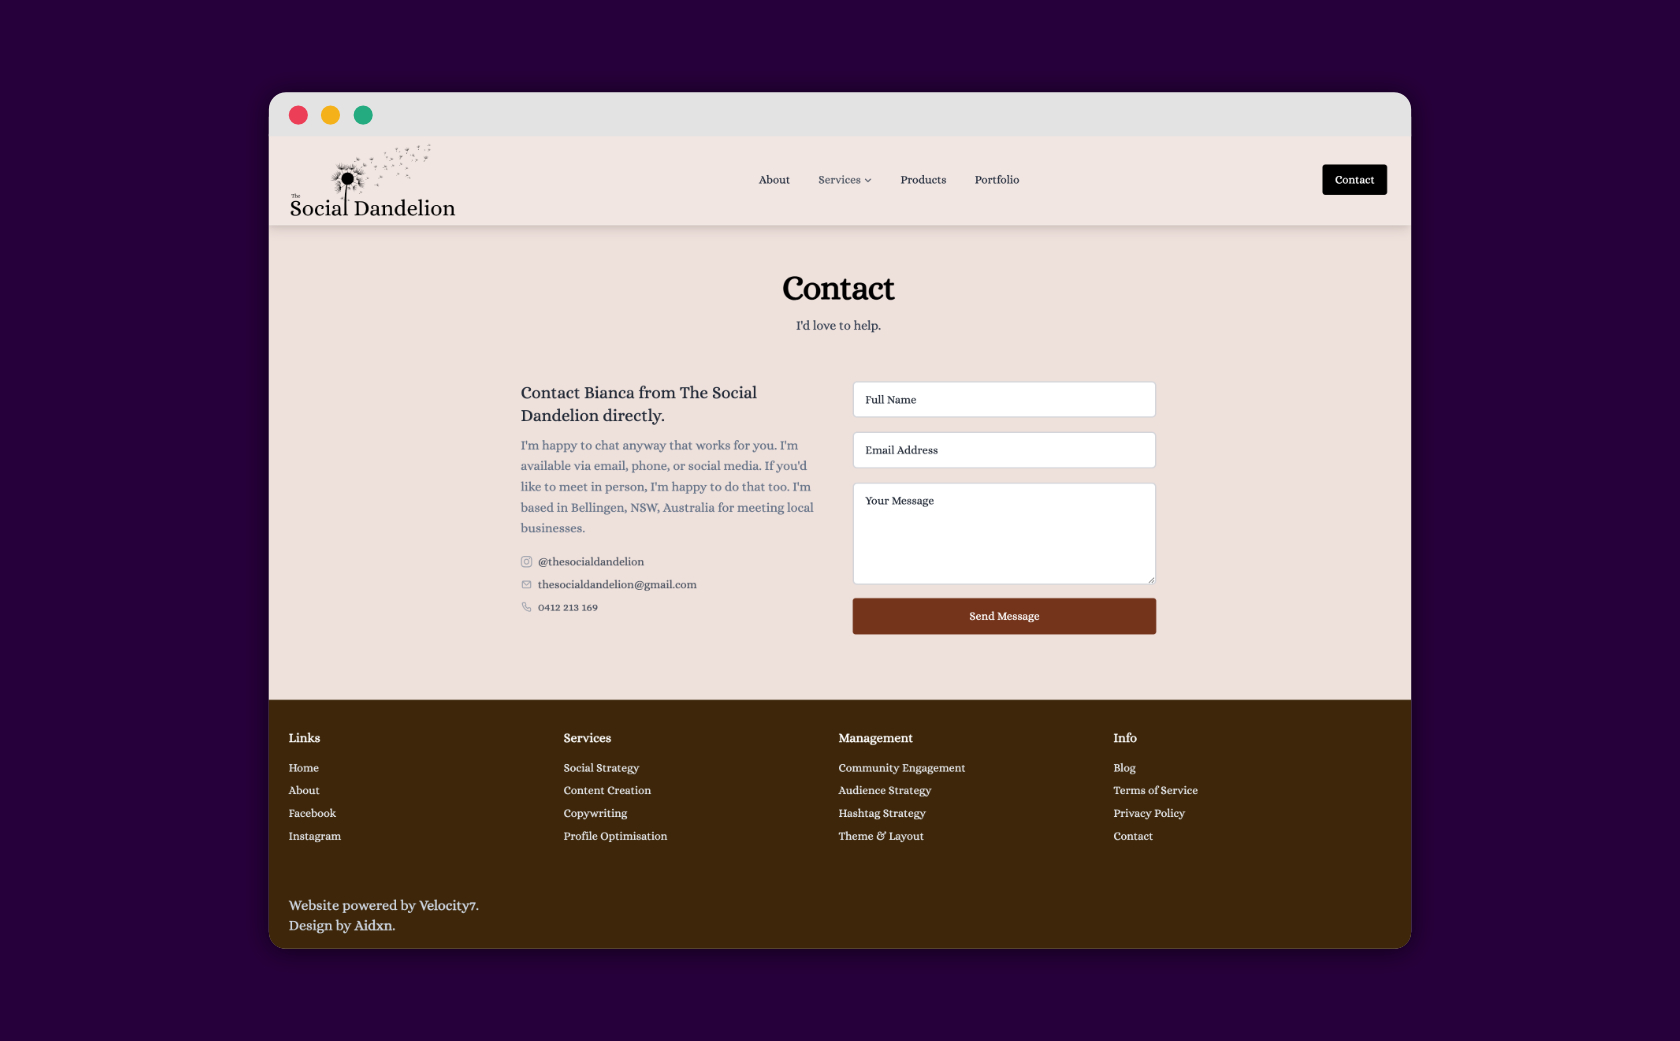 The
Social Dandelion
About
Services
Products
Portfolio
Contact
Contact
I'd love to help.
Contact Bianca from The Social
Dandelion directly.
I'm happy to chat anyway that works for you. I'm
available via email, phone, or social media. If you'd
like to meet in person, I'm happy to do that too. I'm
based in Bellingen, NSW, Australia for meeting local
businesses.
@thesocialdandelion
thesocialdandelion@gmail.com
0412 213 169
Full Name
Email Address
Your Message
Send Message
Links
Home
About
Facebook
Instagram
Services
Social Strategy
Content Creation
Copywriting
Profile Optimisation
Management
Community Engagement
Audience Strategy
Hashtag Strategy
Theme & Layout
Info
Blog
Terms of Service
Privacy Policy
Contact
Website powered by Velocity7.
Design by Aidxn.